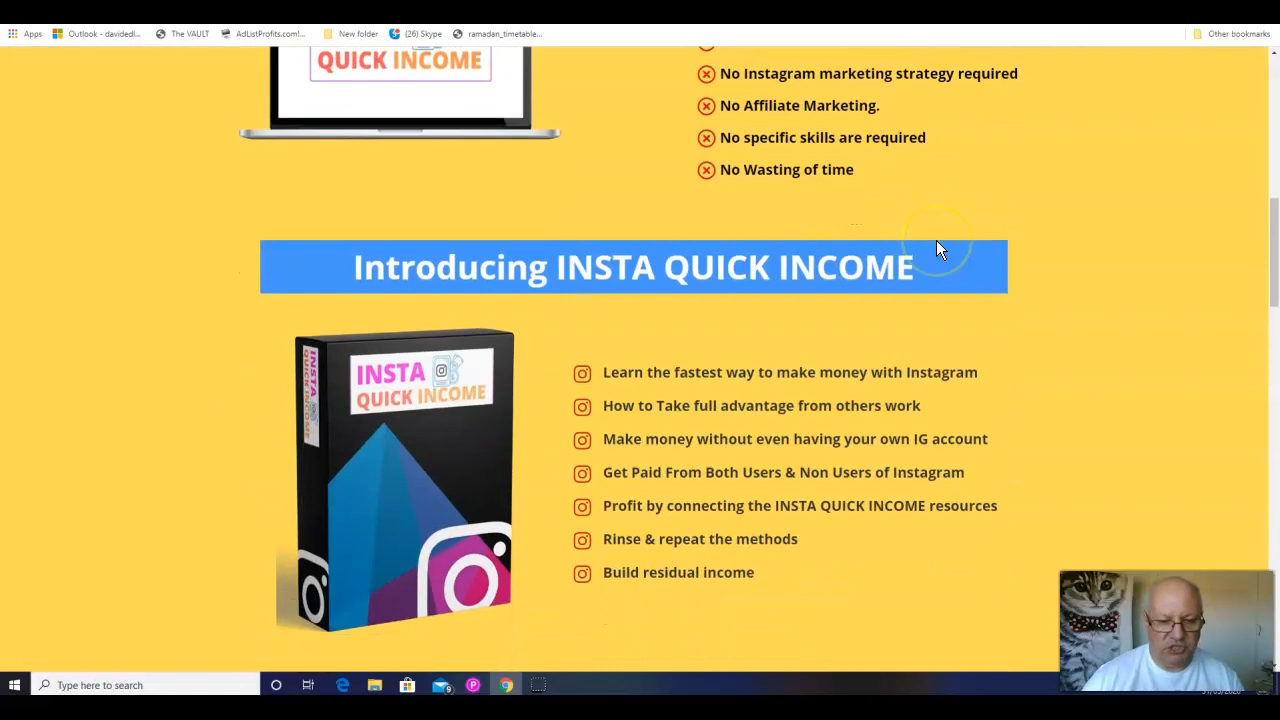 Apps
Outlook - davidedl...
The VAULT
AdListProfits.com!...
New folder
(26) Skype
ramadan_timetable...
Other bookmarks
QUICK INCOME
No Instagram marketing strategy required
No Affiliate Marketing.
No specific skills are required
No Wasting of time
Introducing INSTA QUICK INCOME
INSTA
QUICK INCOME
INSTA
QUICK INCOME
Learn the fastest way to make money with Instagram
How to Take full advantage from others work
Make money without even having your own IG account
Get Paid From Both Users & Non Users of Instagram
Profit by connecting the INSTA QUICK INCOME resources
Rinse & repeat the methods
Build residual income
Type here to search